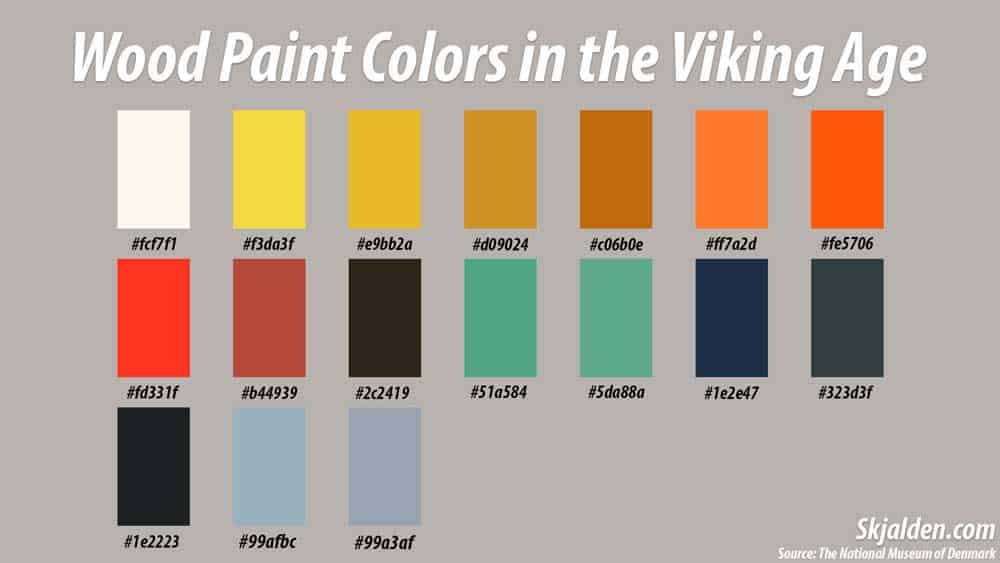 Wood Paint Colors in the Viking Age
#fcf7f1 #f3da3f #e9bb2a #d09024 #c06b0e #ff7a2d #fe5706
#fd331f #b44939 #2c2419 #51a584 #5da88a #1e2e47 #323d3f
#1e2223 #99afbc #99a3af
Skjalden.com
Source: The National Museum of Denmark